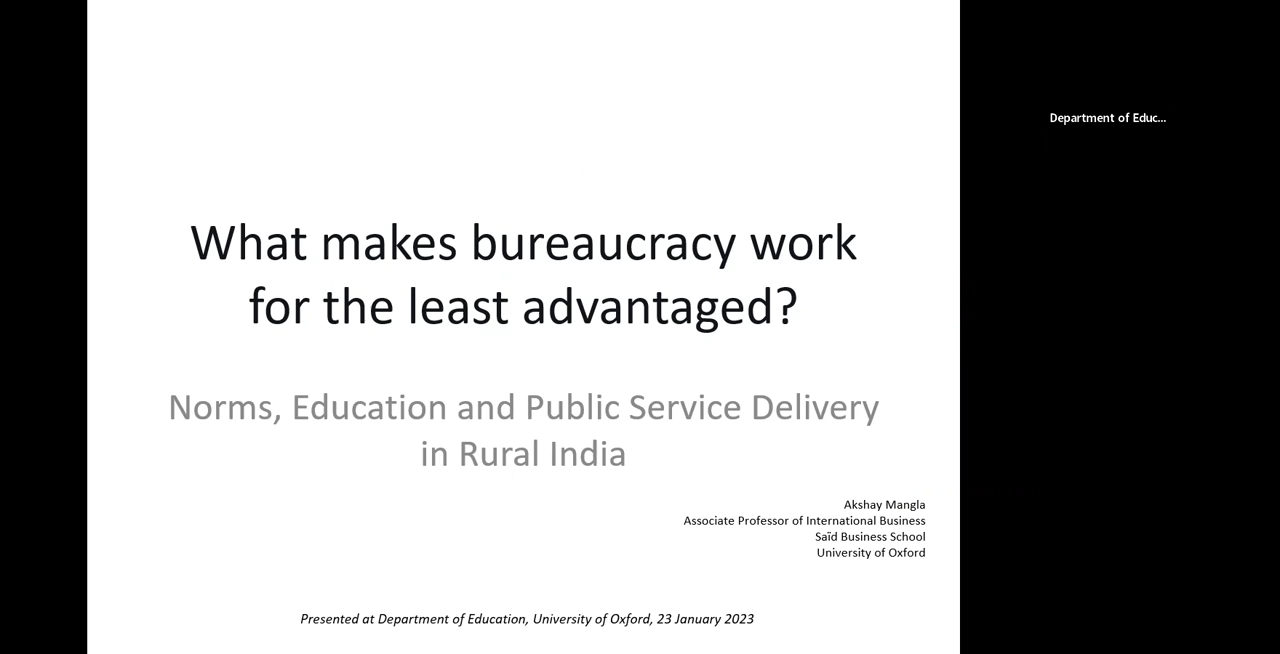 What makes bureaucracy work
for the least advantaged?
Norms, Education and Public Service Delivery
in Rural India
Akshay Mangla
Associate Professor of International Business
Saïd Business School
University of Oxford
Presented at Department of Education, University of Oxford, 23 January 2023
Department of Educ...